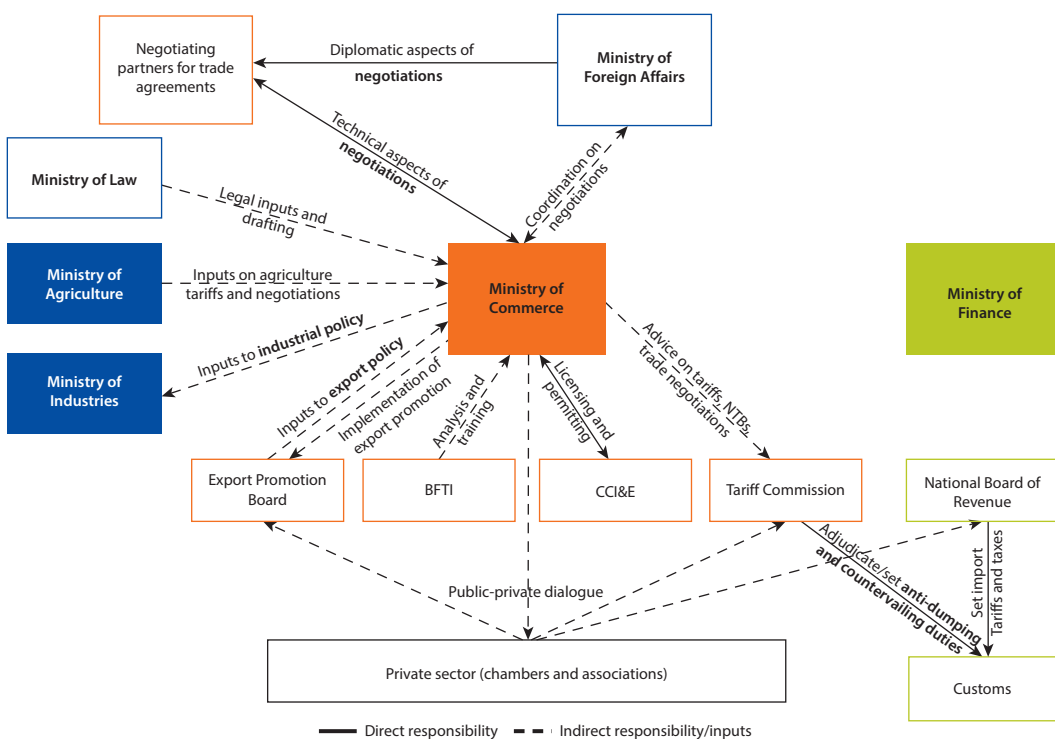 Negotiating
partners for trade
agreements
Diplomatic aspects of
negotiations
Ministry of
Foreign Affairs
Technical aspects of
negotiations
Coordination on
negotiations
Ministry of Law
Legal inputs and
drafting
Ministry of
Agriculture
Inputs on agriculture
tariffs and negotiations
Ministry of
Commerce
Ministry of
Finance
Ministry of
Industries
Inputs to industrial policy
Inputs to export policy
Implementation of
export promotion
Analysis and
training
Licensing and
permitting
Advice on tariffs, NTBs,
trade negotiations
Export Promotion
Board
BFTI
CCI&E
Tariff Commission
National Board of
Revenue
Adjudicate/set anti-dumping
and countervailing duties
Set import
Tariffs and taxes
Public-private dialogue
Private sector (chambers and associations)
Customs
Direct responsibility
Indirect responsibility/inputs